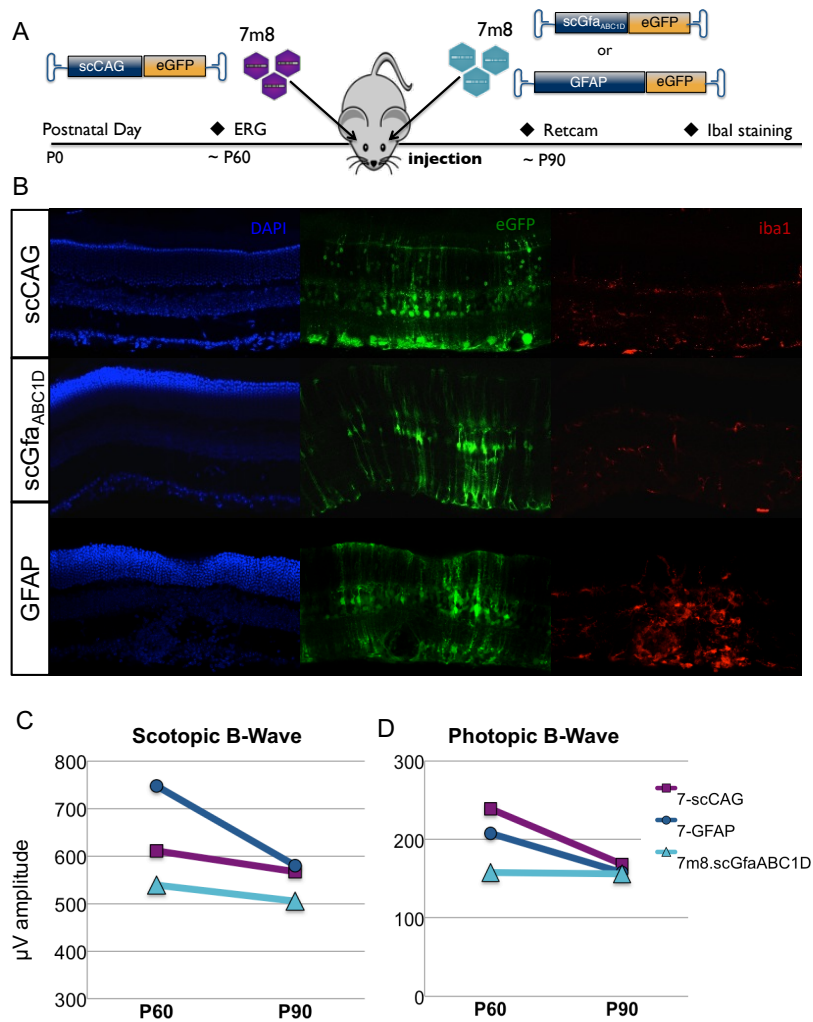 A
7m8
7m8
scCAG
eGFP
scGfaABC1D
eGFP
or
GFAP
eGFP
Postnatal Day
ERG
Retcam
IbaI staining
P0
~ P60
injection
~ P90
B
scCAG
DAPI
eGFP
iba1
scGfaABC1D
GFAP
C
Scotopic B-Wave
800
700
600
500
400
300
µV amplitude
P60
P90
D
Photopic B-Wave
300
200
100
0
P60
P90
7-scCAG
7-GFAP
7m8.scGfaABC1D